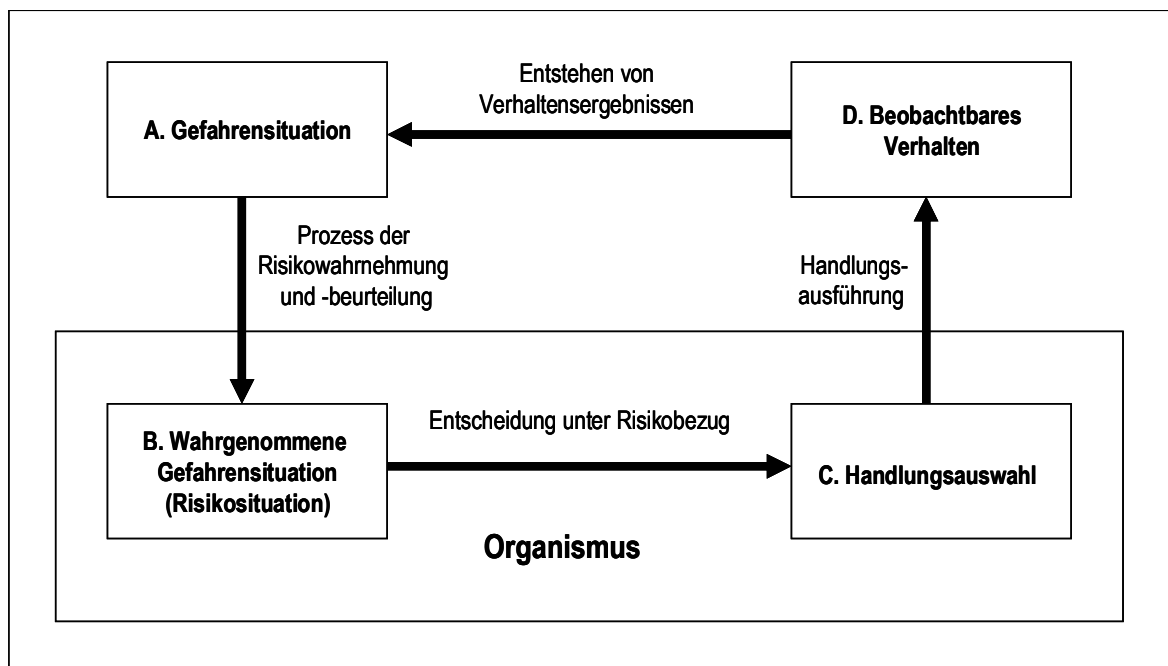 Entstehen von
Verhaltensergebnissen
A. Gefahrensituation
D. Beobachtbares
Verhalten
Prozess der
Risikowahrnehmung
und -beurteilung
Handlungs-
ausführung
B. Wahrgenommene
Gefahrensituation
(Risikosituation)
Entscheidung unter Risikobezug
C. Handlungsauswahl
Organismus